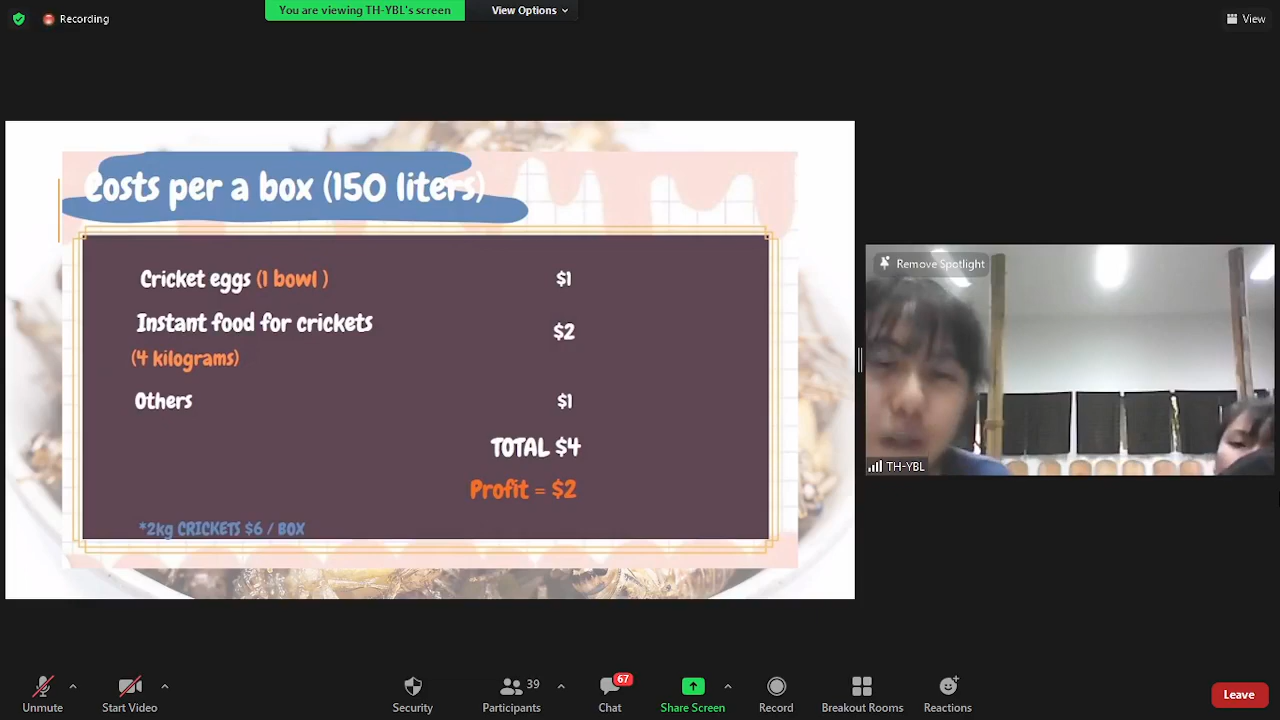 Recording
You are viewing TH-YBL's screen
View Options
View
Costs per a box (150 liters)
Cricket eggs (1 bowl )
$1
Instant food for crickets
$2
(4 kilograms)
Others
$1
TOTAL $4
Profit = $2
*2kg CRICKETS $6 / BOX
Remove Spotlight
TH-YBL
Unmute
Start Video
Security
39
Participants
67
Chat
Share Screen
Record
Breakout Rooms
Reactions
Leave